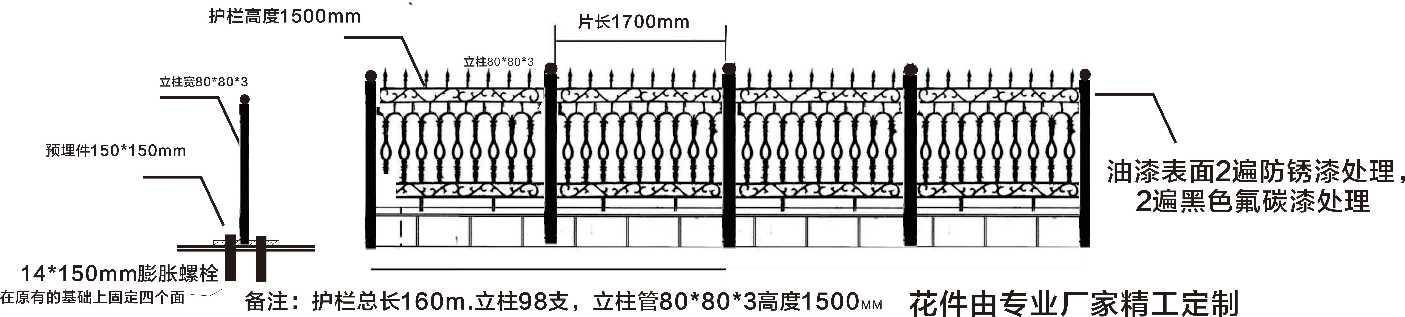 护栏高度1500mm
片长1700mm
立柱80*80*3
立柱宽80*80*3
预埋件150*150mm
油漆表面2遍防锈漆处理，
2遍黑色氟碳漆处理
14*150mm膨胀螺栓
在原有的基础上固定四个面
备注：护栏总长160m.立柱98支，立柱管80*80*3高度1500MM
花件由专业厂家精工定制